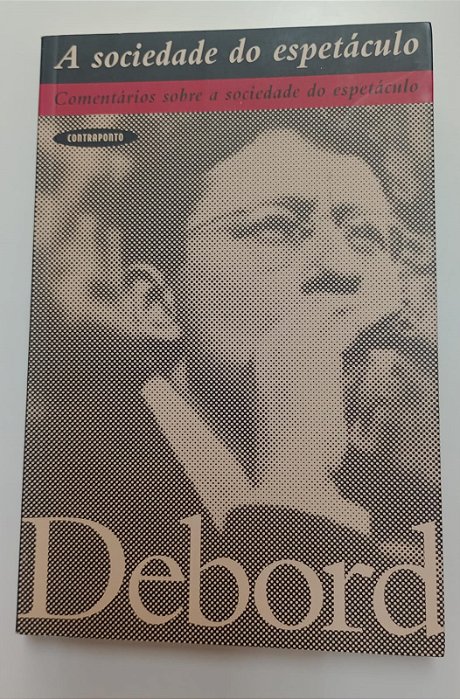 A sociedade do espetáculo
Comentários sobre a sociedade do espetáculo
CONTRAPONTO
Debord